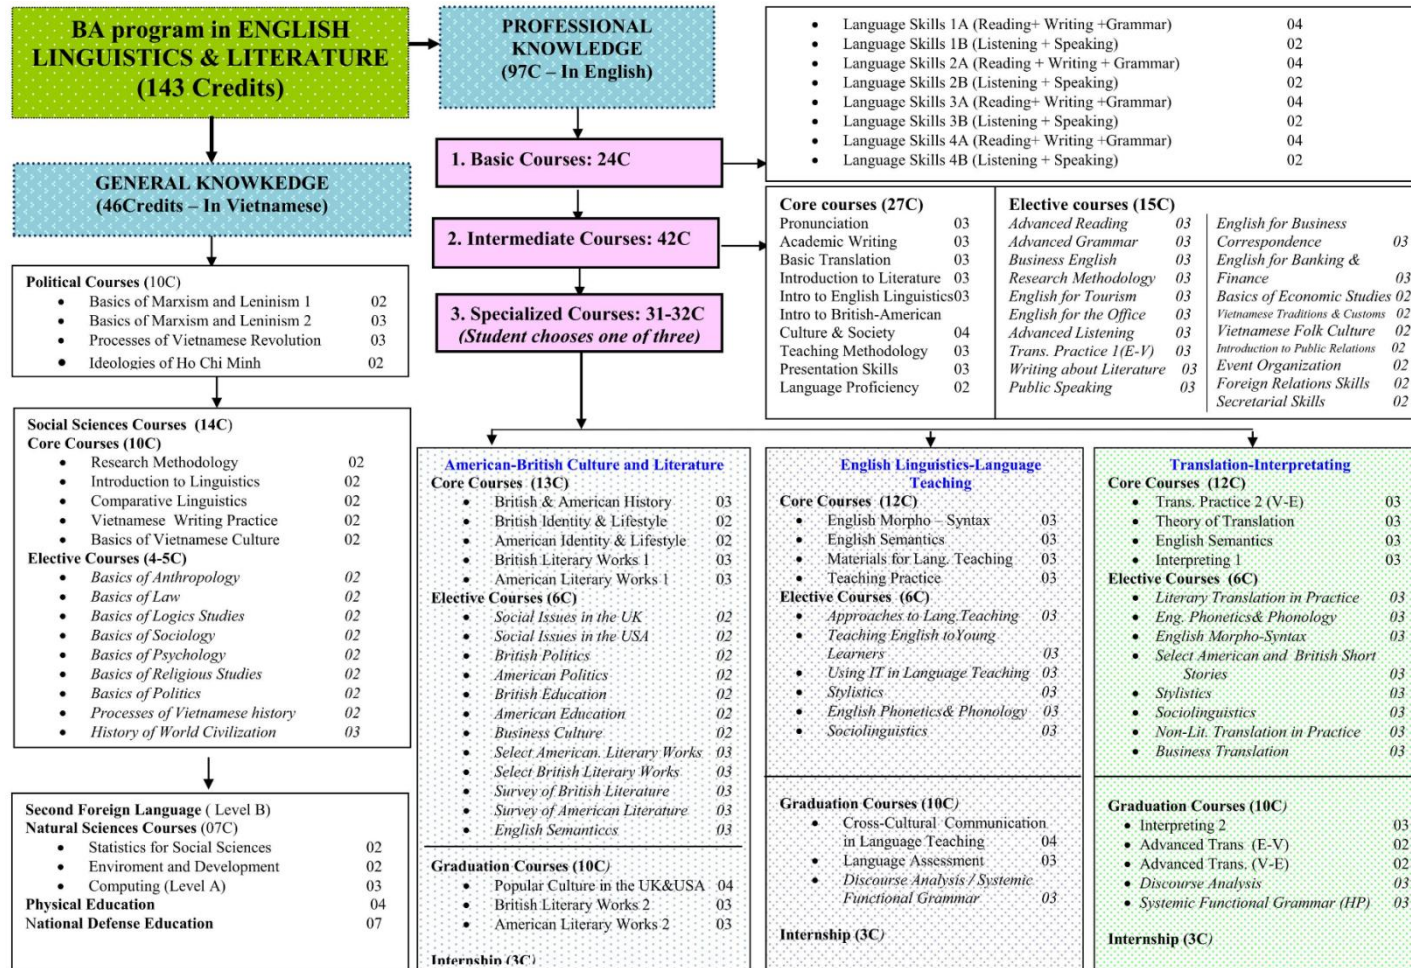 BA program in ENGLISH
LINGUISTICS & LITERATURE
(143 Credits)
GENERAL KNOWKEDGE
(46Credits – In Vietnamese)
Political Courses (10C)
• Basics of Marxism and Leninism 1 02
• Basics of Marxism and Leninism 2 03
• Processes of Vietnamese Revolution 03
• Ideologies of Ho Chi Minh 02
Social Sciences Courses (14C)
Core Courses (10C)
• Research Methodology 02
• Introduction to Linguistics 02
• Comparative Linguistics 02
• Vietnamese Writing Practice 02
• Basics of Vietnamese Culture 02
Elective Courses (4-5C)
• Basics of Anthropology 02
• Basics of Law 02
• Basics of Logics Studies 02
• Basics of Sociology 02
• Basics of Psychology 02
• Basics of Religious Studies 02
• Basics of Politics 02
• Processes of Vietnamese history 02
• History of World Civilization 03
Second Foreign Language ( Level B)
Natural Sciences Courses (07C)
• Statistics for Social Sciences 02
• Enviroment and Development 02
• Computing (Level A) 03
Physical Education 04
National Defense Education 07
PROFESSIONAL
KNOWLEDGE
(97C – In English)
1. Basic Courses: 24C
2. Intermediate Courses: 42C
3. Specialized Courses: 31-32C
(Student chooses one of three)
• Language Skills 1A (Reading+ Writing +Grammar) 04
• Language Skills 1B (Listening + Speaking) 02
• Language Skills 2A (Reading + Writing + Grammar) 04
• Language Skills 2B (Listening + Speaking) 02
• Language Skills 3A (Reading+ Writing +Grammar) 04
• Language Skills 3B (Listening + Speaking) 02
• Language Skills 4A (Reading+ Writing +Grammar) 04
• Language Skills 4B (Listening + Speaking) 02
Core courses (27C)
Pronunciation 03
Academic Writing 03
Basic Translation 03
Introduction to Literature 03
Intro to English Linguistics03
Intro to British-American
Culture & Society 04
Teaching Methodology 03
Presentation Skills 03
Language Proficiency 02
Elective courses (15C)
Advanced Reading 03
Advanced Grammar 03
Business English 03
Research Methodology 03
English for Tourism 03
English for the Office 03
Advanced Listening 03
Trans. Practice 1(E-V) 03
Writing about Literature 03
Public Speaking 03
English for Business
Correspondence 03
English for Banking &
Finance 03
Basics of Economic Studies 02
Vietnamese Traditions & Customs 02
Vietnamese Folk Culture 02
Introduction to Public Relations 02
Event Organization 02
Foreign Relations Skills 02
Secretarial Skills 02
American-British Culture and Literature
Core Courses (13C)
• British & American History 03
• British Identity & Lifestyle 02
• American Identity & Lifestyle 02
• British Literary Works 1 03
• American Literary Works 1 03
Elective Courses (6C)
• Social Issues in the UK 02
• Social Issues in the USA 02
• British Politics 02
• American Politics 02
• British Education 02
• American Education 02
• Business Culture 02
• Select American. Literary Works 03
• Select British Literary Works 03
• Survey of British Literature 03
• Survey of American Literature 03
• English Semanticcs 03
Graduation Courses (10C)
• Popular Culture in the UK&USA 04
• British Literary Works 2 03
• American Literary Works 2 03
Internship (3C)
English Linguistics-Language
Teaching
Core Courses (12C)
• English Morpho – Syntax 03
• English Semantics 03
• Materials for Lang. Teaching 03
• Teaching Practice 03
Elective Courses (6C)
• Approaches to Lang.Teaching 03
• Teaching English toYoung
Learners 03
• Using IT in Language Teaching 03
• Stylistics 03
• English Phonetics& Phonology 03
• Sociolinguistics 03
Graduation Courses (10C)
• Cross-Cultural Communication
in Language Teaching 04
• Language Assessment 03
• Discourse Analysis / Systemic
Functional Grammar 03
Internship (3C)
Translation-Interpretating
Core Courses (12C)
• Trans. Practice 2 (V-E) 03
• Theory of Translation 03
• English Semantics 03
• Interpreting 1 03
Elective Courses (6C)
• Literary Translation in Practice 03
• Eng. Phonetics& Phonology 03
• English Morpho-Syntax 03
• Select American and British Short
Stories 03
• Stylistics 03
• Sociolinguistics 03
• Non-Lit. Translation in Practice 03
• Business Translation 03
Graduation Courses (10C)
• Interpreting 2 03
• Advanced Trans (E-V) 02
• Advanced Trans. (V-E) 02
• Discourse Analysis 03
• Systemic Functional Grammar (HP) 03
Internship (3C)